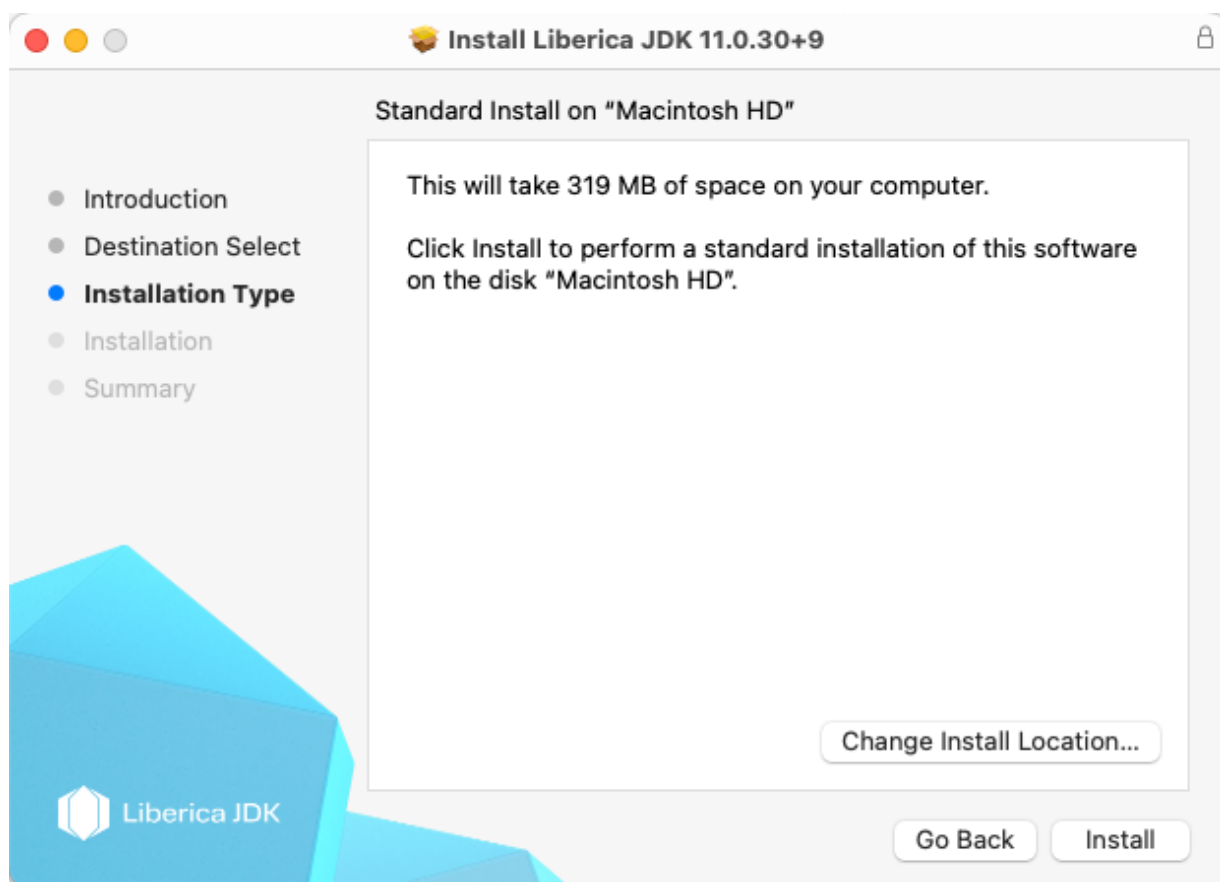 Install Liberica JDK 11.0.30+9
Standard Install on “Macintosh HD”
Introduction
Destination Select
Installation Type
Installation
Summary
This will take 319 MB of space on your computer.
Click Install to perform a standard installation of this software
on the disk “Macintosh HD”.
Change Install Location...
Liberica JDK
Go Back
Install